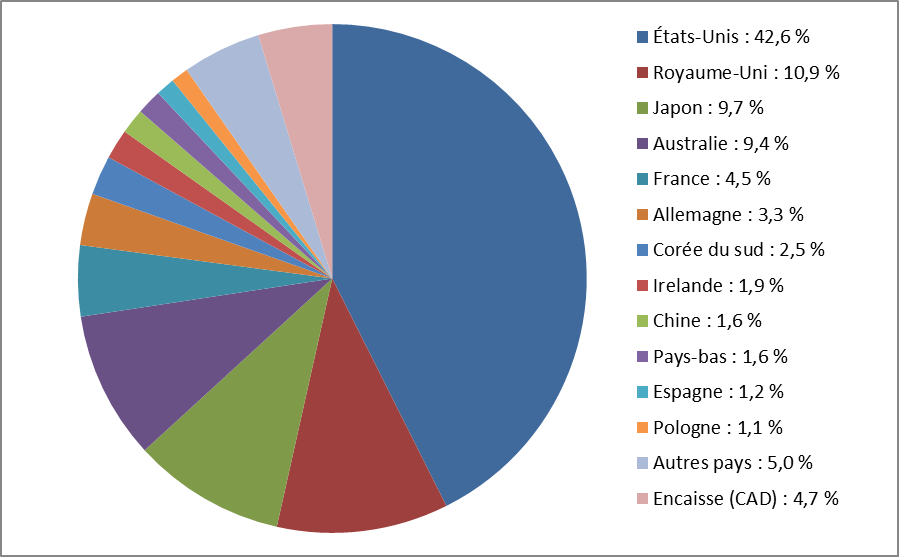 États-Unis : 42,6 %
Royaume-Uni : 10,9 %
Japon : 9,7 %
Australie : 9,4 %
France : 4,5 %
Allemagne : 3,3 %
Corée du sud : 2,5 %
Irelande : 1,9 %
Chine : 1,6 %
Pays-bas : 1,6 %
Espagne : 1,2 %
Pologne : 1,1 %
Autres pays : 5,0 %
Encaisse (CAD) : 4,7 %